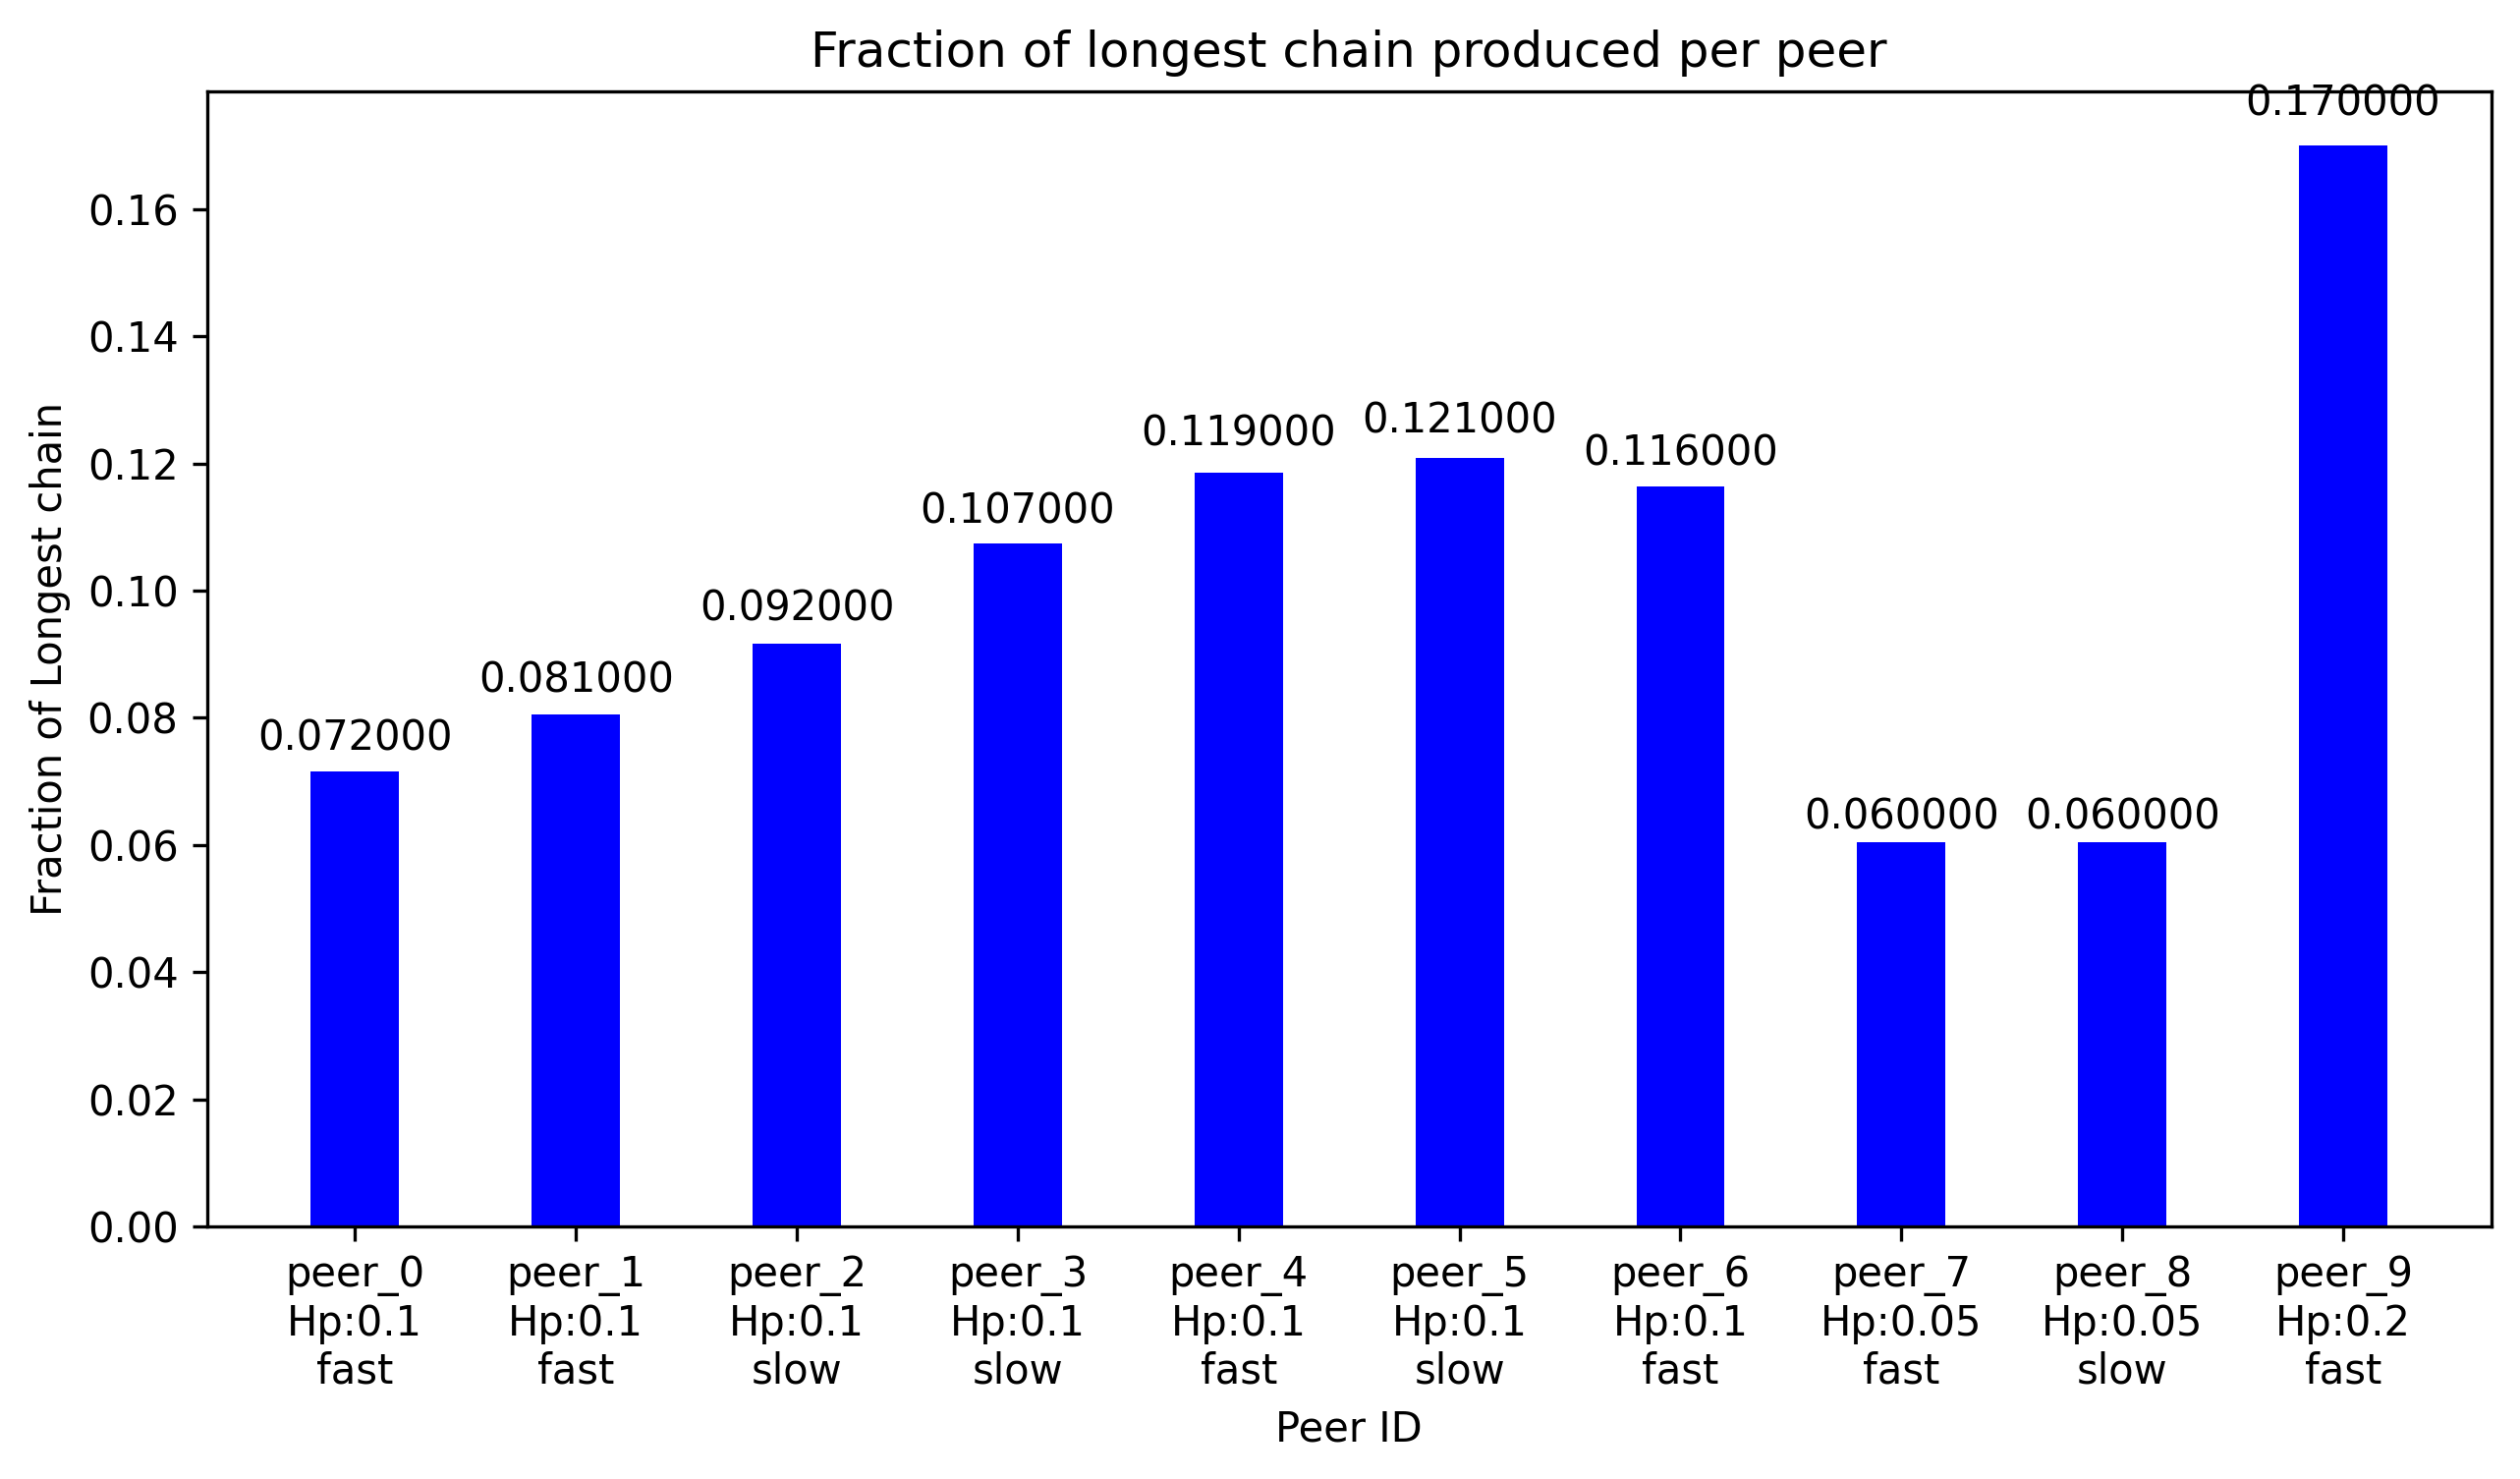 Fraction of longest chain produced per peer
Fraction of Longest chain
0.16
0.14
0.12
0.10
0.08
0.06
0.04
0.02
0.00
0.072000
0.081000
0.092000
0.107000
0.119000
0.121000
0.116000
0.060000
0.060000
0.170000
peer_0
Hp:0.1
fast
peer_1
Hp:0.1
fast
peer_2
Hp:0.1
slow
peer_3
Hp:0.1
slow
peer_4
Hp:0.1
fast
peer_5
Hp:0.1
slow
peer_6
Hp:0.1
fast
peer_7
Hp:0.05
fast
peer_8
Hp:0.05
slow
peer_9
Hp:0.2
fast
Peer ID